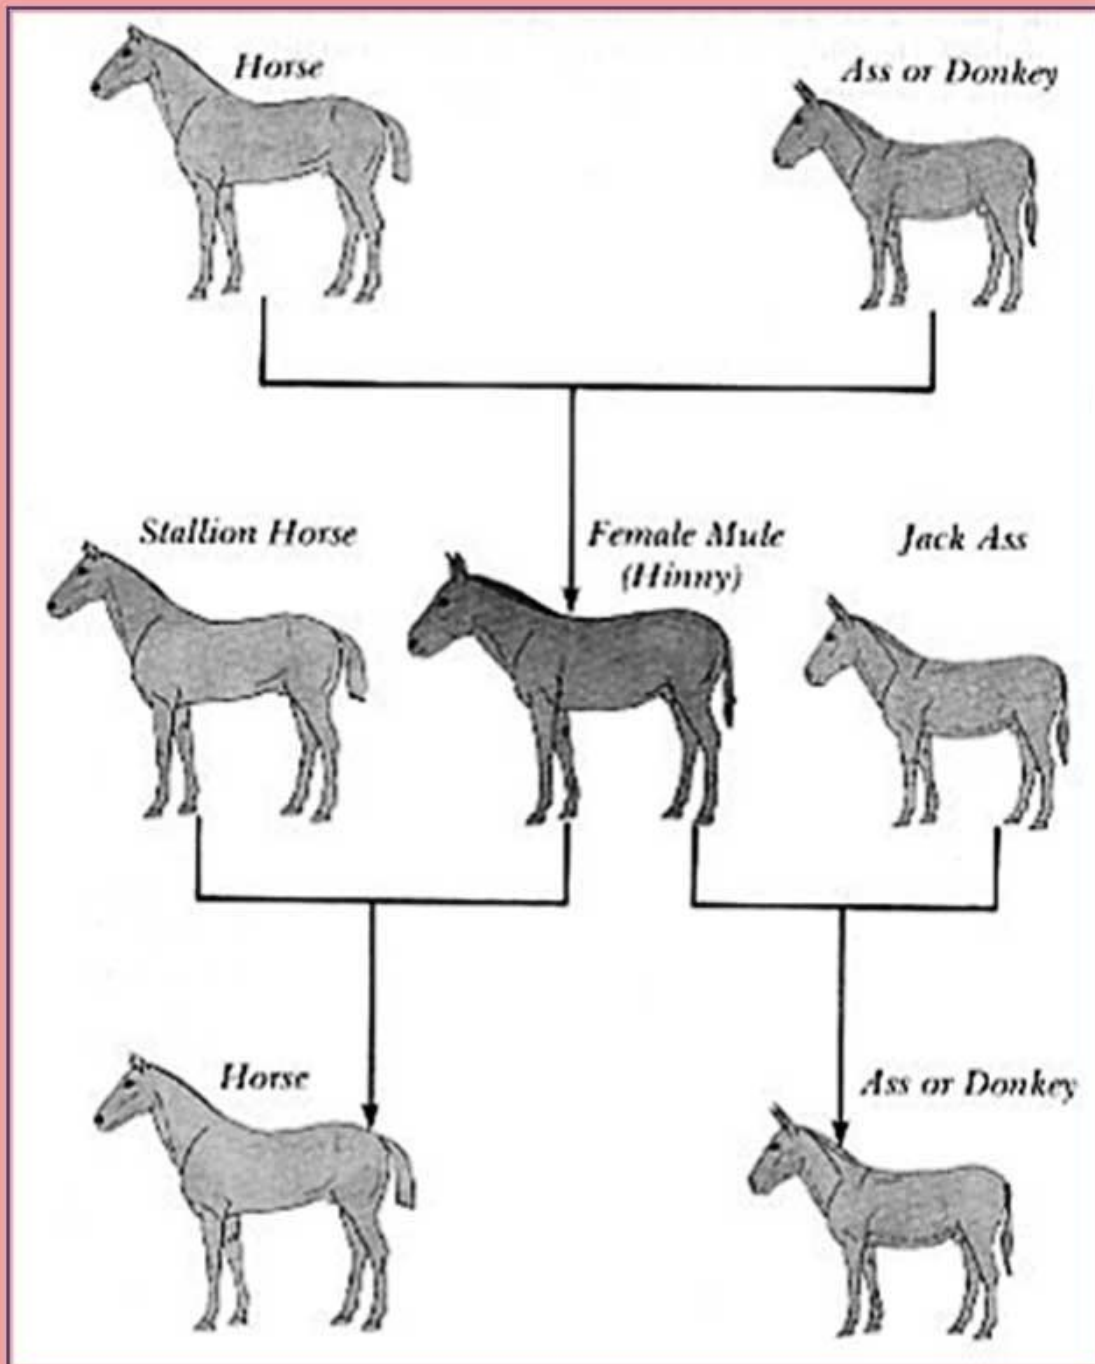 Horse
Ass or Donkey
Stallion Horse
Female Mule
(Hinny)
Jack Ass
Horse
Ass or Donkey